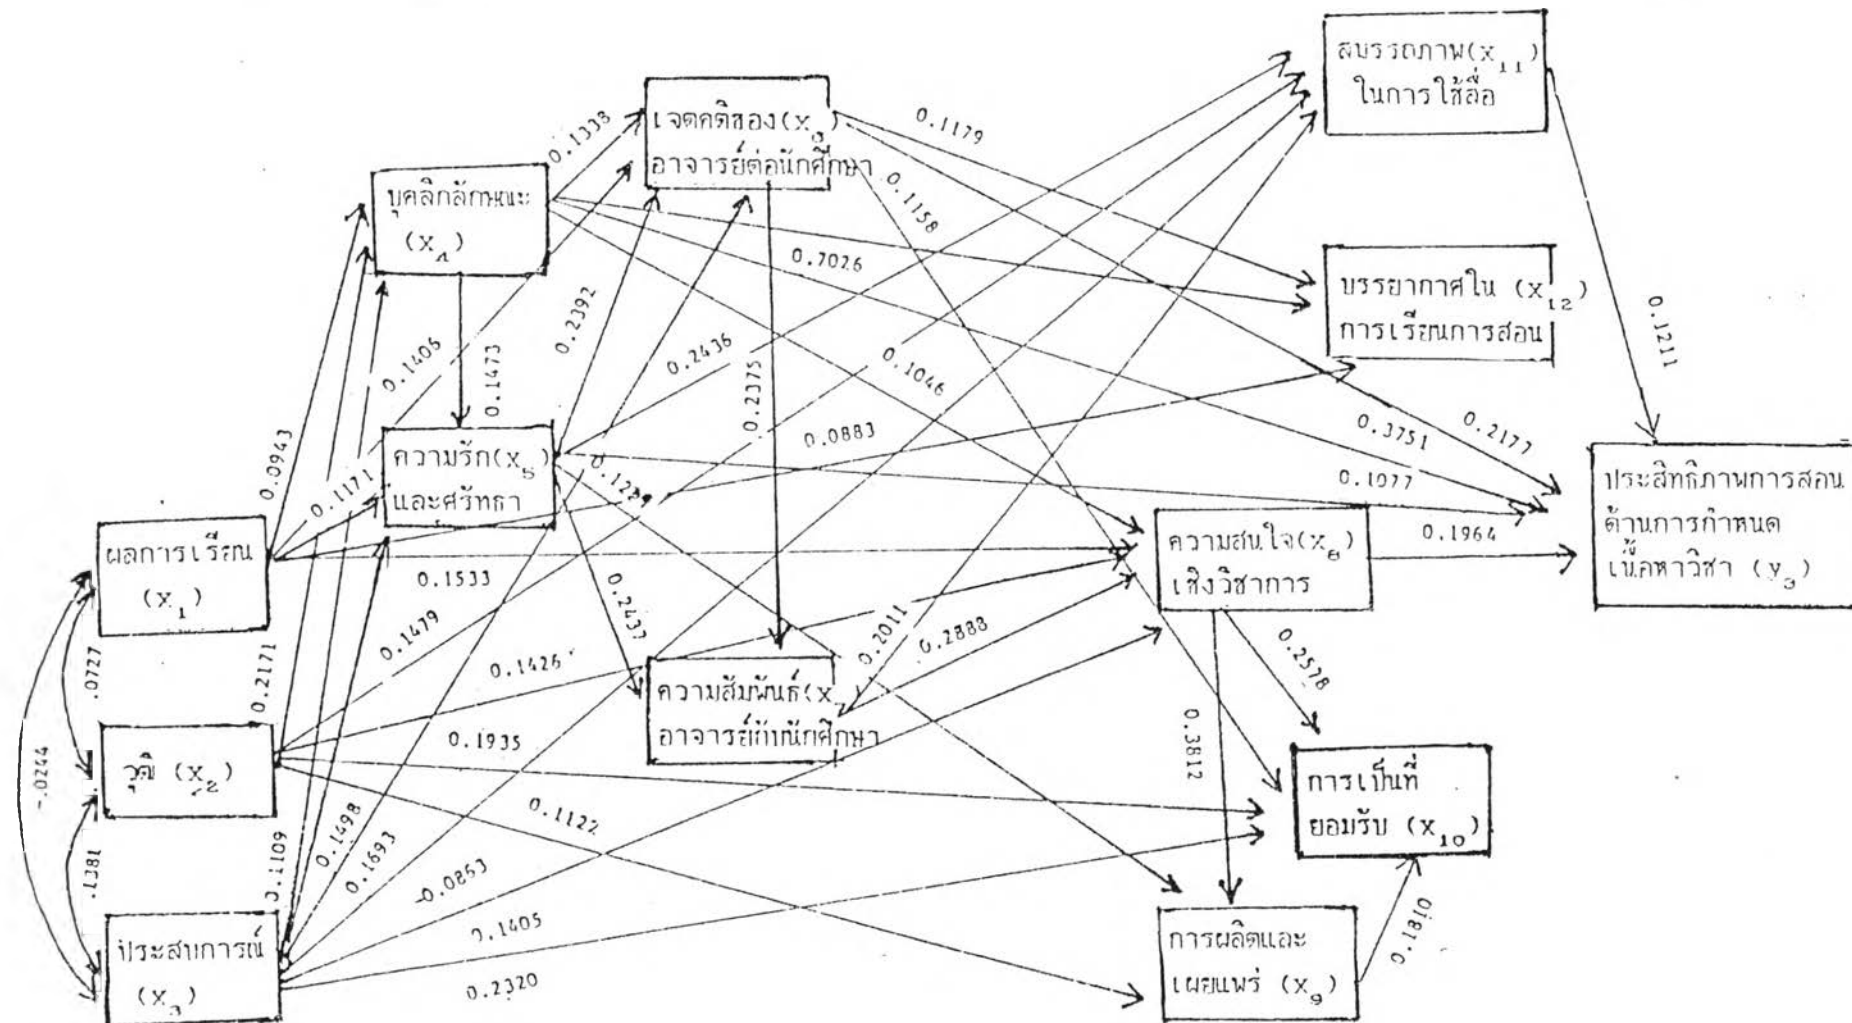 สมรรถภาพ(x₁₁)
ในการใช้สื่อ
เจตคติของ(x₈)
อาจารย์ต่อนักศึกษา
บุคลิกลักษณะ
(x₄)
บรรยากาศใน (x₁₂)
การเรียนการสอน
ความรัก(x₅)
และศรัทธา
ประสิทธิภาพการสอน
ด้านการกำหนด
เนื้อหาวิชา (y₃)
ความสนใจ(x₆)
เชิงวิชาการ
ผลการเรียน
(x₁)
ความสัมพันธ์(x
อาจารย์กับนักศึกษา
วุฒิ (x₂)
การเป็นที่
ยอมรับ (x₁₀)
ประสบการณ์
(x₃)
การผลิตและ
เผยแพร่ (x₉)
0.1338
0.1179
0.1158
0.7026
0.2392
0.1406
0.1473
0.2436
0.1046
0.2375
0.1211
0.0943
0.1171
0.0883
0.3751
0.2177
0.1077
0.1964
0.1533
0.2437
0.2011
0.2888
0.2578
.0727
0.2171
0.1479
0.1426
0.1935
0.3812
-.0244
.1381
0.1122
0.1498
0.1693
-0.0863
0.1405
0.2320
0.1810